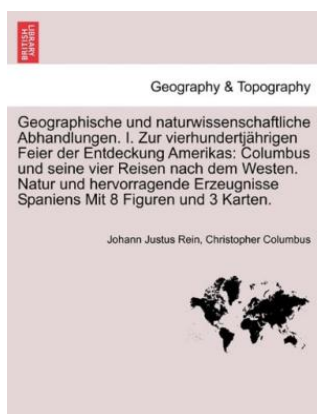 BRITISH
LIBRARY
Geography & Topography
Geographische und naturwissenschaftliche
Abhandlungen. I. Zur vierhundertjährigen
Feier der Entdeckung Amerikas: Columbus
und seine vier Reisen nach dem Westen.
Natur und hervorragende Erzeugnisse
Spaniens Mit 8 Figuren und 3 Karten.
Johann Justus Rein, Christopher Columbus